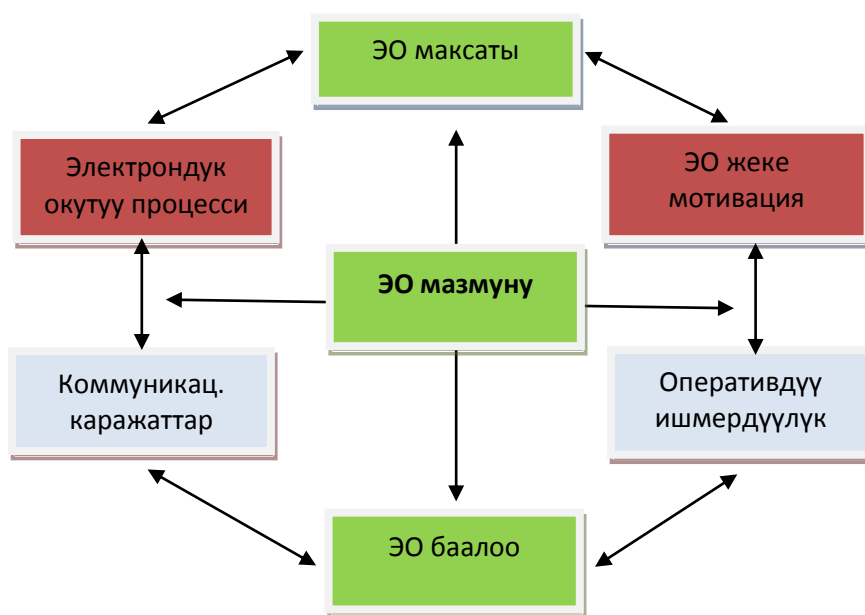 ЭО максаты
Электрондук
окутуу процесси
ЭО жеке
мотивация
ЭО мазмуну
Коммуникац.
каражаттар
Оперативдүү
ишмердүүлүк
ЭО баалоо